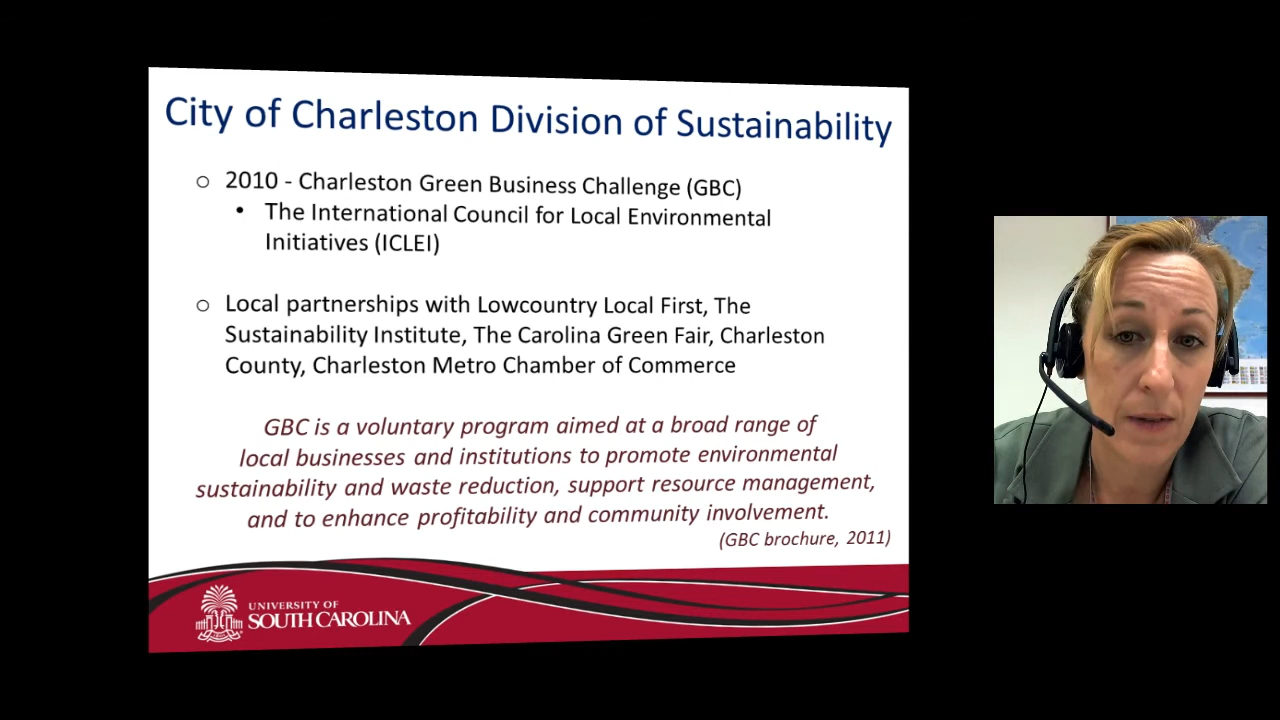 City of Charleston Division of Sustainability
○ 2010 - Charleston Green Business Challenge (GBC)
• The International Council for Local Environmental
Initiatives (ICLEI)
○ Local partnerships with Lowcountry Local First, The
Sustainability Institute, The Carolina Green Fair, Charleston
County, Charleston Metro Chamber of Commerce
GBC is a voluntary program aimed at a broad range of
local businesses and institutions to promote environmental
sustainability and waste reduction, support resource management,
and to enhance profitability and community involvement.
(GBC brochure, 2011)
UNIVERSITY OF
SOUTH CAROLINA